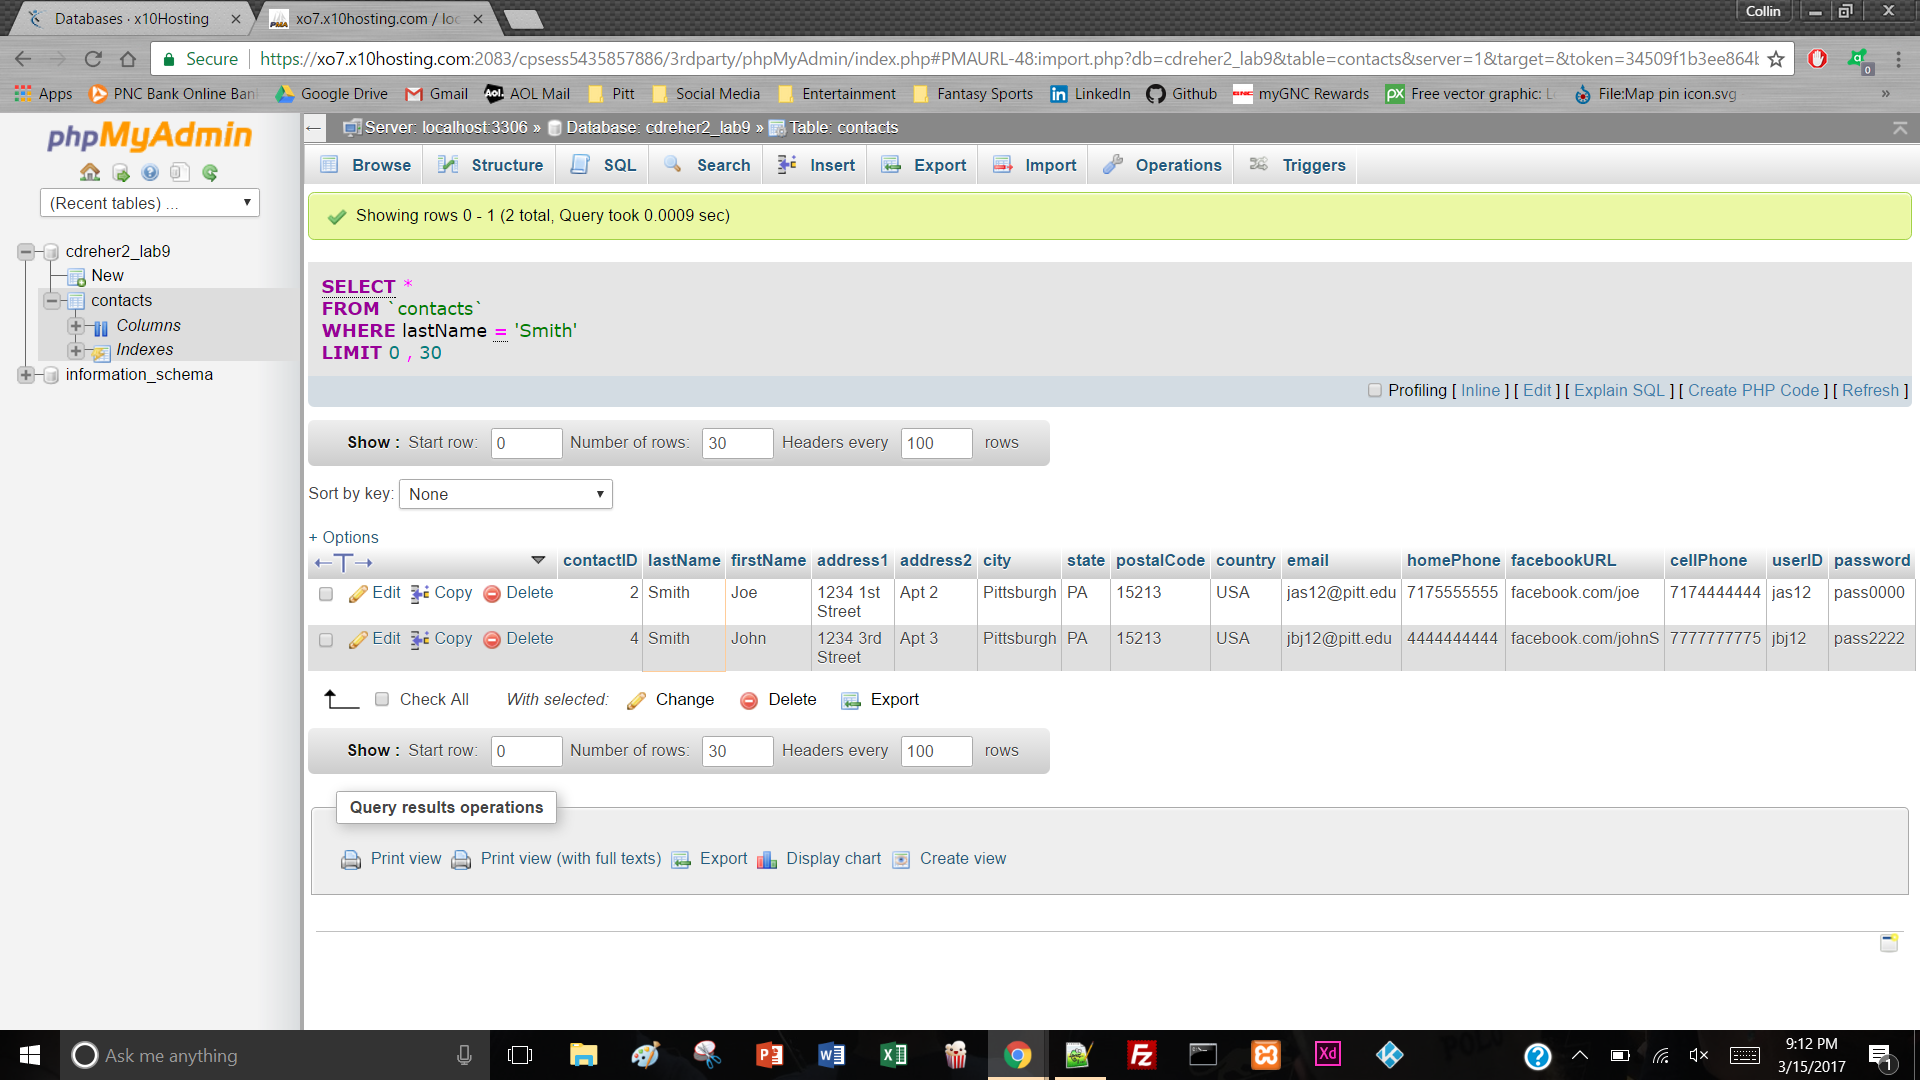 Databases · x10Hosting
xo7.x10hosting.com / loc
Collin
Secure https://xo7.x10hosting.com:2083/cpsess5435857886/3rdparty/phpMyAdmin/index.php#PMAURL-48:import.php?db=cdreher2_lab9&table=contacts&server=1&target=&token=34509f1b3ee864b
0
Apps PNC Bank Online Ban Google Drive Gmail Aol. AOL Mail Pitt Social Media Entertainment Fantasy Sports LinkedIn Github myGNC Rewards Free vector graphic: L File:Map pin icon.svg »
phpMyAdmin
(Recent tables) ...
cdreher2_lab9
New
contacts
Columns
Indexes
information_schema
Server: localhost:3306 » Database: cdreher2_lab9 » Table: contacts
Browse Structure SQL Search Insert Export Import Operations Triggers
Showing rows 0 - 1 (2 total, Query took 0.0009 sec)
SELECT *
FROM `contacts`
WHERE lastName = 'Smith'
LIMIT 0 , 30
Profiling [ Inline ] [ Edit ] [ Explain SQL ] [ Create PHP Code ] [ Refresh ]
Show : Start row: 0 Number of rows: 30 Headers every 100 rows
Sort by key: None
+ Options
←T→ contactID lastName firstName address1 address2 city state postalCode country email homePhone facebookURL cellPhone userID password
Edit Copy Delete 2 Smith Joe 1234 1st Street Apt 2 Pittsburgh PA 15213 USA jas12@pitt.edu 7175555555 facebook.com/joe 7174444444 jas12 pass0000
Edit Copy Delete 4 Smith John 1234 3rd Street Apt 3 Pittsburgh PA 15213 USA jbj12@pitt.edu 4444444444 facebook.com/johnS 7777777775 jbj12 pass2222
Check All With selected: Change Delete Export
Show : Start row: 0 Number of rows: 30 Headers every 100 rows
Query results operations
Print view Print view (with full texts) Export Display chart Create view
Ask me anything
Xd
9:12 PM
3/15/2017
1